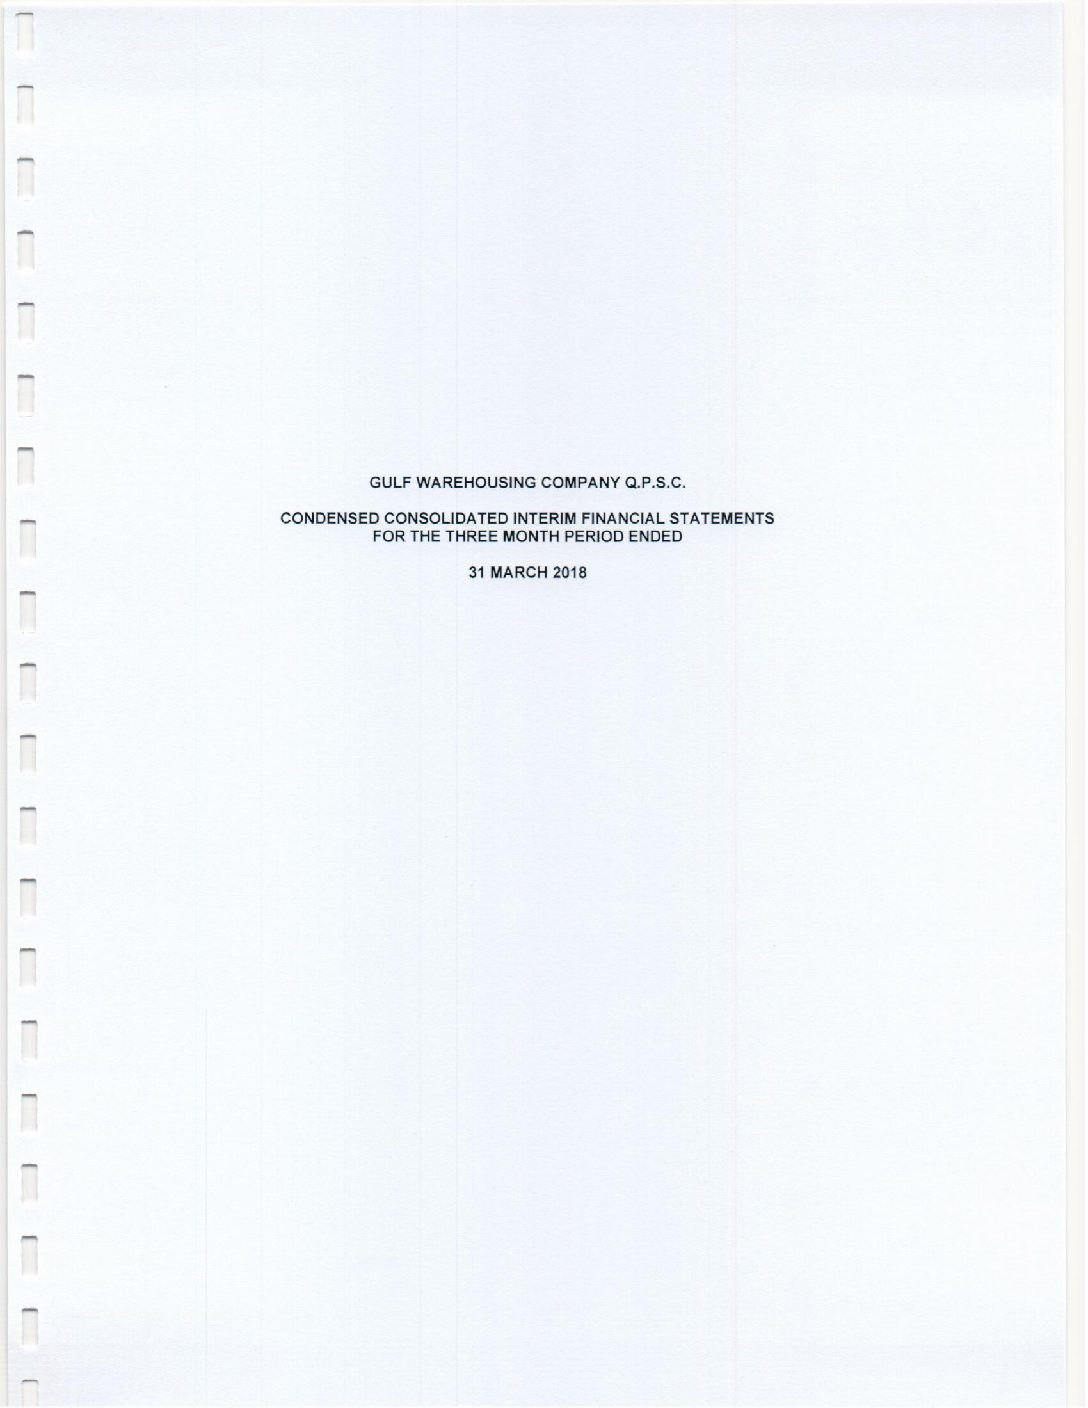 GULF WAREHOUSING COMPANY Q.P.S.C.
CONDENSED CONSOLIDATED INTERIM FINANCIAL STATEMENTS
FOR THE THREE MONTH PERIOD ENDED
31 MARCH 2018